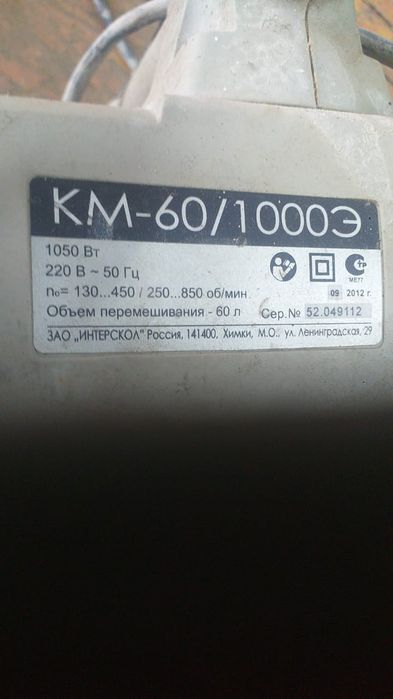 КМ-60/1000Э
1050 Вт
220 В ~ 50 Гц
n₀= 130...450 / 250...850 об/мин
МЕ77
09 2012 г.
Объем перемешивания - 60 л Сер.№ 52.049112
ЗАО „ИНТЕРСКОЛ" Россия, 141400, Химки, М.О., ул. Ленинградская, 29